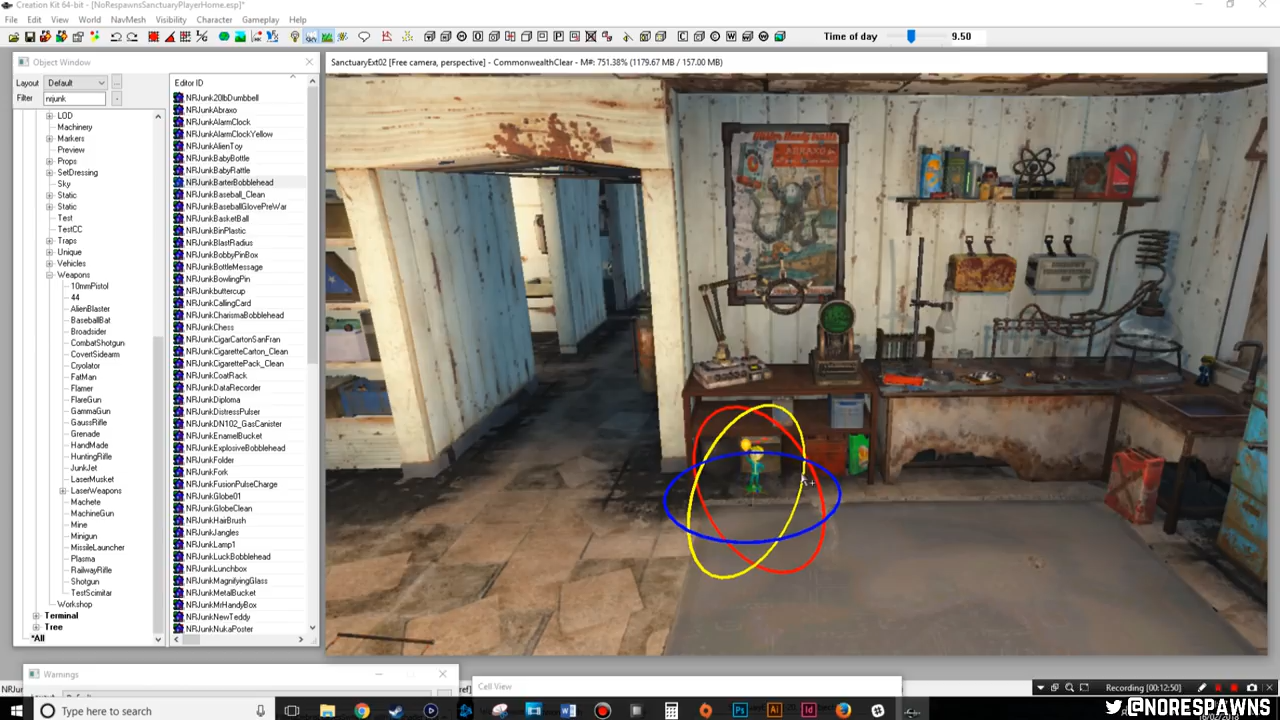 Creation Kit 64-bit - [NoRespawnsSanctuaryPlayerHome.esp]*
File Edit View World NavMesh Visibility Character Gameplay Help
Time of day 9.50
Object Window
SanctuaryExt02 [Free camera, perspective] - CommonwealthClear - M#: 751.38% (1179.67 MB / 157.00 MB)
Layout Default
Filter nrjunk
LOD
Machinery
Markers
Preview
Props
SetDressing
Sky
Static
Static
Test
TestCC
Traps
Unique
Vehicles
Weapons
10mmPistol
44
AlienBlaster
BaseballBat
Broadsider
CombatShotgun
CovertSidearm
Cryolator
FatMan
Flamer
FlareGun
GammaGun
GaussRifle
Grenade
HandMade
HuntingRifle
JunkJet
LaserMusket
LaserWeapons
Machete
MachineGun
Mine
Minigun
MissileLauncher
Plasma
RailwayRifle
Shotgun
TestScimitar
Workshop
Terminal
Tree
*All
Editor ID
NRJunk20lbDumbbell
NRJunkAbraxo
NRJunkAlarmClock
NRJunkAlarmClockYellow
NRJunkAlienToy
NRJunkBabyBottle
NRJunkBabyRattle
NRJunkBarterBobblehead
NRJunkBaseball_Clean
NRJunkBaseballGlovePreWar
NRJunkBasketBall
NRJunkBinPlastic
NRJunkBlastRadius
NRJunkBobbyPinBox
NRJunkBottleMessage
NRJunkBowlingPin
NRJunkbuttercup
NRJunkCallingCard
NRJunkCharismaBobblehead
NRJunkChess
NRJunkCigarCartonSanFran
NRJunkCigaretteCarton_Clean
NRJunkCigarettePack_Clean
NRJunkCoatRack
NRJunkDataRecorder
NRJunkDiploma
NRJunkDistressPulser
NRJunkDN102_GasCanister
NRJunkEnamelBucket
NRJunkExplosiveBobblehead
NRJunkFolder
NRJunkFork
NRJunkFusionPulseCharge
NRJunkGlobe01
NRJunkGlobeClean
NRJunkHairBrush
NRJunkJangles
NRJunkLamp1
NRJunkLuckBobblehead
NRJunkLunchbox
NRJunkMagnifyingGlass
NRJunkMetalBucket
NRJunkMrHandyBox
NRJunkNewTeddy
NRJunkNukaPoster
ABRAXO
Warnings
Cell View
Recording [00:12:50]
Type here to search
@NORESPAWNS